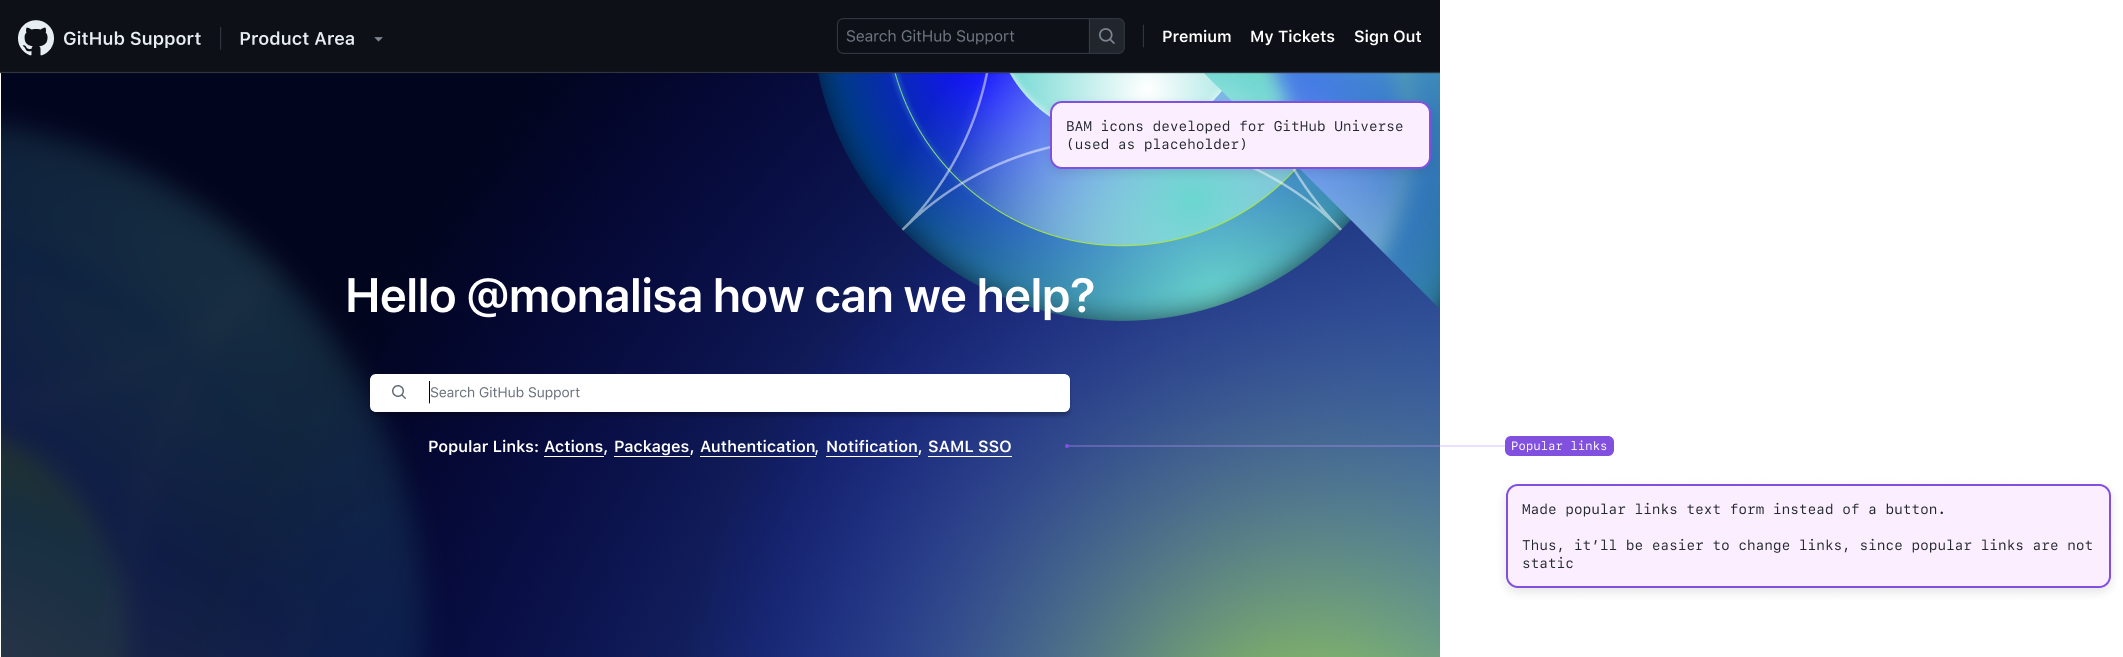 GitHub Support
Product Area
Search GitHub Support
Premium
My Tickets
Sign Out
BAM icons developed for GitHub Universe
(used as placeholder)
Hello @monalisa how can we help?
Search GitHub Support
Popular Links: Actions, Packages, Authentication, Notification, SAML SSO
Popular links
Made popular links text form instead of a button.
Thus, it’ll be easier to change links, since popular links are not
static